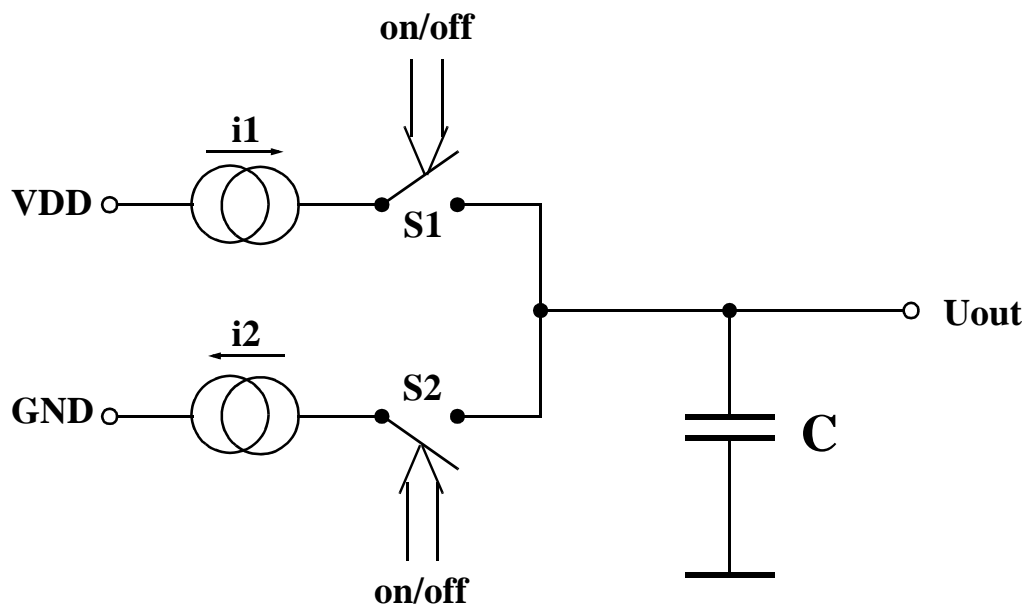 on/off
i1
VDD
S1
Uout
i2
S2
GND
C
on/off